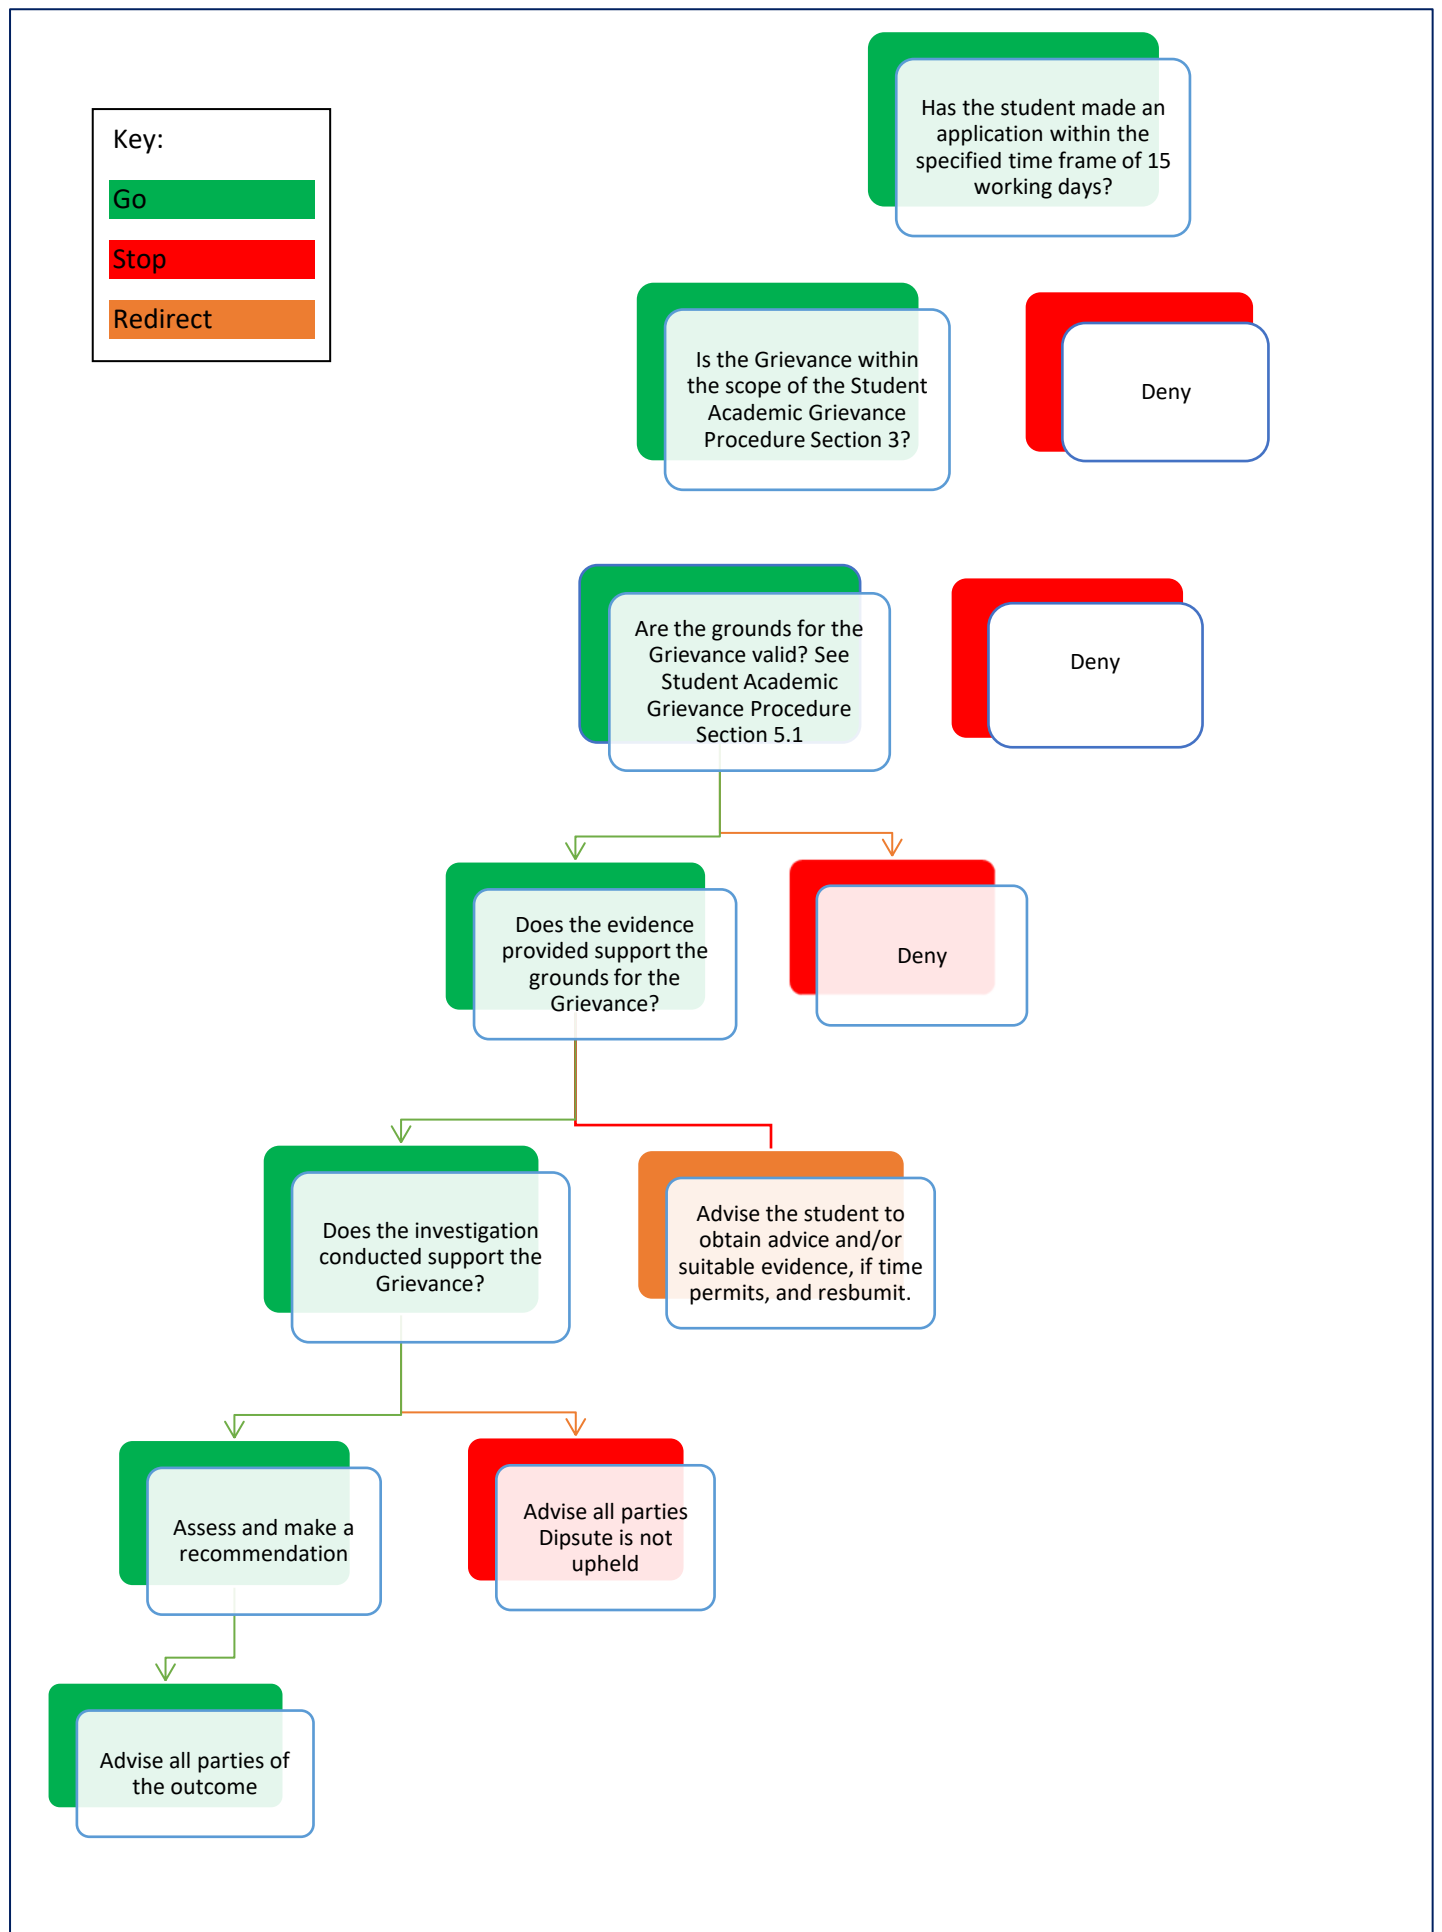 Key:
Go
Stop
Redirect
Has the student made an
application within the
specified time frame of 15
working days?
Is the Grievance within
the scope of the Student
Academic Grievance
Procedure Section 3?
Deny
Are the grounds for the
Grievance valid? See
Student Academic
Grievance Procedure
Section 5.1
Deny
Does the evidence
provided support the
grounds for the
Grievance?
Deny
Does the investigation
conducted support the
Grievance?
Advise the student to
obtain advice and/or
suitable evidence, if time
permits, and resbumit.
Assess and make a
recommendation
Advise all parties
Dipsute is not
upheld
Advise all parties of
the outcome